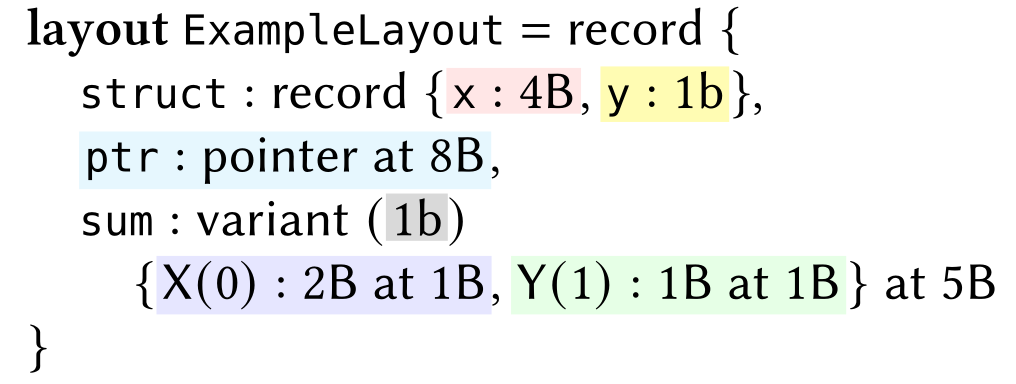 layout ExampleLayout = record {
struct : record {x : 4B, y : 1b},
ptr : pointer at 8B,
sum : variant (1b)
{X(0) : 2B at 1B, Y(1) : 1B at 1B} at 5B
}